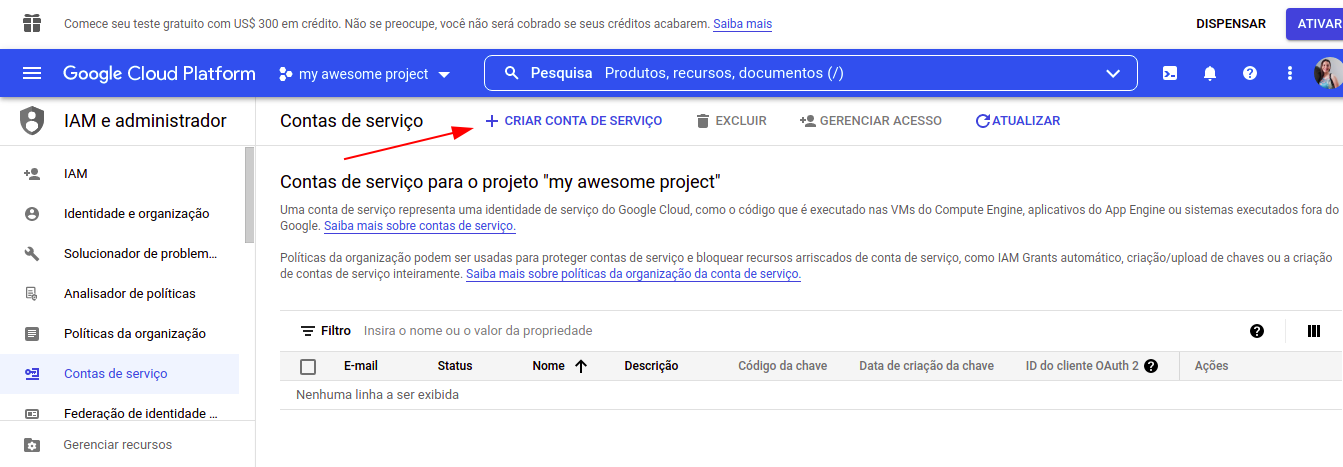 Comece seu teste gratuito com US$ 300 em crédito. Não se preocupe, você não será cobrado se seus créditos acabarem. Saiba mais
DISPENSAR
ATIVAR
Google Cloud Platform
my awesome project
Pesquisa Produtos, recursos, documentos (/)
IAM e administrador
Contas de serviço
CRIAR CONTA DE SERVIÇO
EXCLUIR
GERENCIAR ACESSO
ATUALIZAR
IAM
Identidade e organização
Solucionador de problem...
Analisador de políticas
Políticas da organização
Contas de serviço
Federação de identidade ...
Gerenciar recursos
Contas de serviço para o projeto "my awesome project"
Uma conta de serviço representa uma identidade de serviço do Google Cloud, como o código que é executado nas VMs do Compute Engine, aplicativos do App Engine ou sistemas executados fora do
Google. Saiba mais sobre contas de serviço.
Políticas da organização podem ser usadas para proteger contas de serviço e bloquear recursos arriscados de conta de serviço, como IAM Grants automático, criação/upload de chaves ou a criação
de contas de serviço inteiramente. Saiba mais sobre políticas da organização da conta de serviço.
Filtro Insira o nome ou o valor da propriedade
E-mail Status Nome Descrição Código da chave Data de criação da chave ID do cliente OAuth 2 Ações
Nenhuma linha a ser exibida